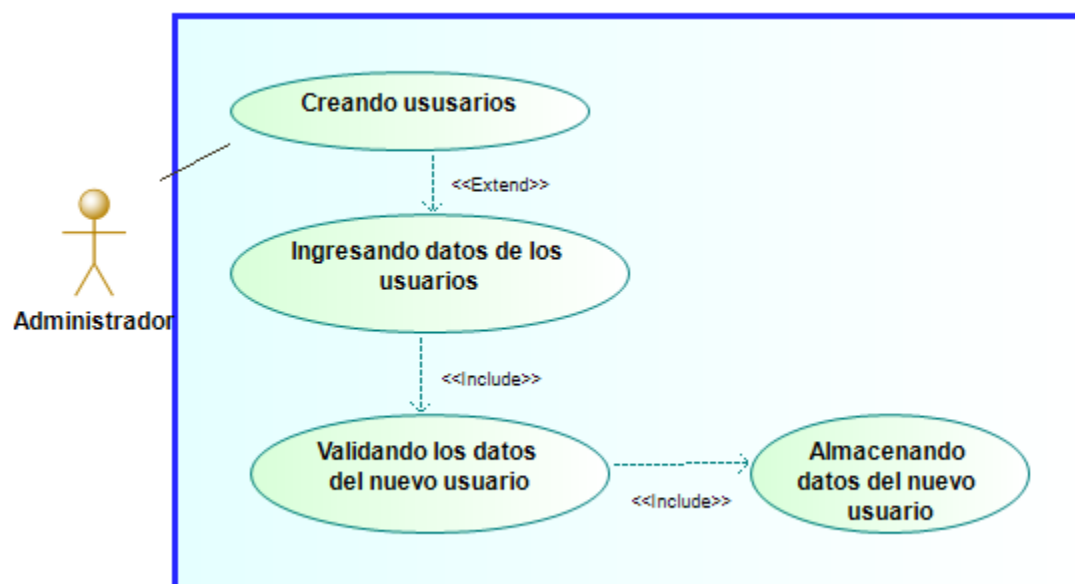 Creando ususarios
<<Extend>>
Ingresando datos de los
usuarios
Administrador
<<Include>>
Validando los datos
del nuevo usuario
<<Include>>
Almacenando
datos del nuevo
usuario